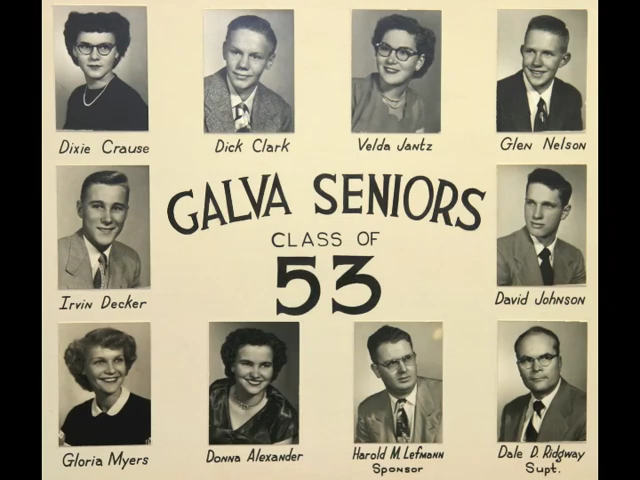 Dixie Crause
Dick Clark
Velda Jantz
Glen Nelson
GALVA SENIORS
CLASS OF
53
Irvin Decker
David Johnson
Gloria Myers
Donna Alexander
Harold M. Lefmann
Sponsor
Dale D. Ridgway
Supt.